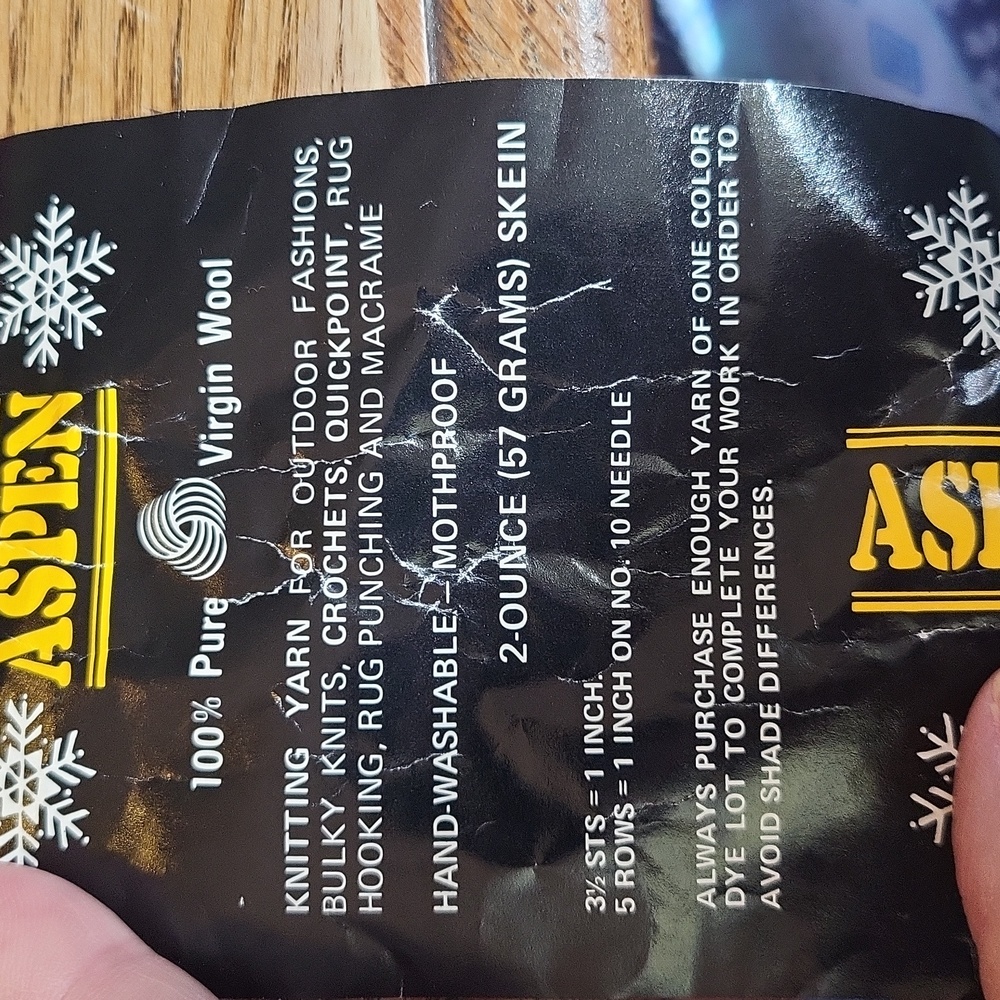 ASPEN
100% Pure Virgin Wool
KNITTING YARN FOR OUTDOOR FASHIONS,
BULKY KNITS, CROCHETS, QUICKPOINT, RUG
HOOKING, RUG PUNCHING AND MACRAME
HAND-WASHABLE–MOTHPROOF
2-OUNCE (57 GRAMS) SKEIN
3½ STS = 1 INCH
5 ROWS = 1 INCH ON NO. 10 NEEDLE
ALWAYS PURCHASE ENOUGH YARN OF ONE COLOR
DYE LOT TO COMPLETE YOUR WORK IN ORDER TO
AVOID SHADE DIFFERENCES.